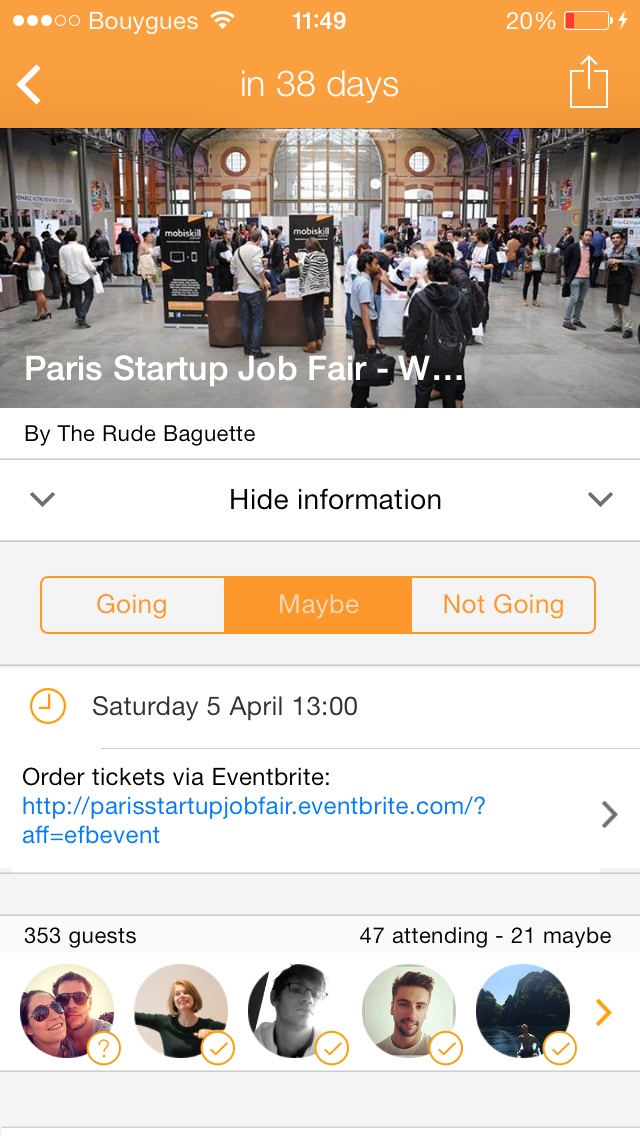 Bouygues 11:49 20%
in 38 days
mobiskill
mobiskill
Paris Startup Job Fair - W...
By The Rude Baguette
Hide information
Going Maybe Not Going
Saturday 5 April 13:00
Order tickets via Eventbrite:
http://parisstartupjobfair.eventbrite.com/?
aff=efbevent
353 guests 47 attending - 21 maybe
?